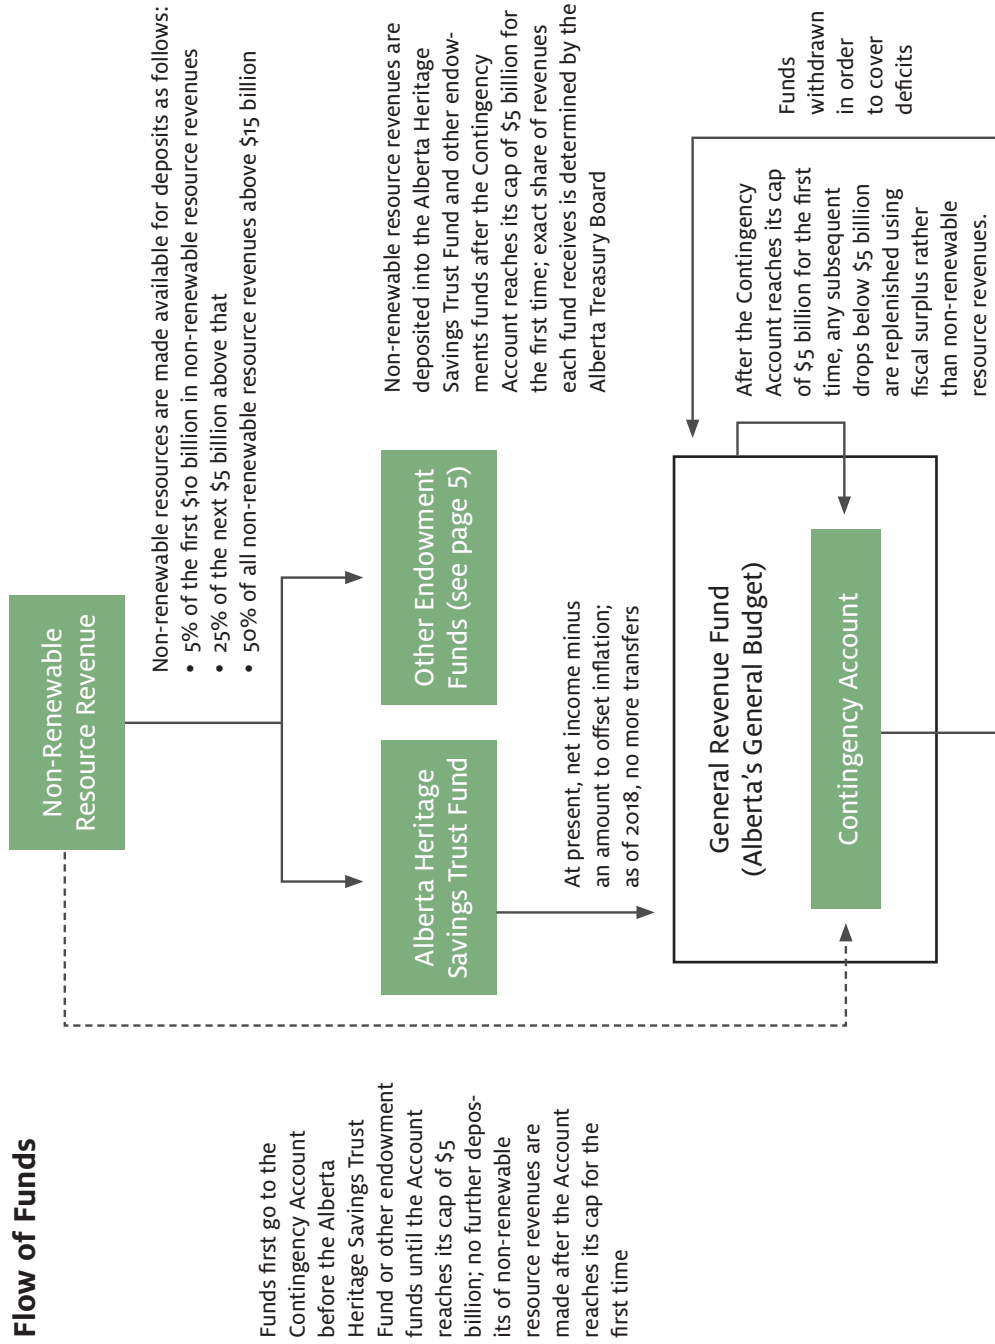 Flow of Funds
Non-Renewable
Resource Revenue
Non-renewable resources are made available for deposits as follows:
• 5% of the first $10 billion in non-renewable resource revenues
• 25% of the next $5 billion above that
• 50% of all non-renewable resource revenues above $15 billion
Funds first go to the
Contingency Account
before the Alberta
Heritage Savings Trust
Fund or other endowment
funds until the Account
reaches its cap of $5
billion; no further depos-
its of non-renewable
resource revenues are
made after the Account
reaches its cap for the
first time
Alberta Heritage
Savings Trust Fund
Other Endowment
Funds (see page 5)
Non-renewable resource revenues are
deposited into the Alberta Heritage
Savings Trust Fund and other endow-
ments funds after the Contingency
Account reaches its cap of $5 billion for
the first time; exact share of revenues
each fund receives is determined by the
Alberta Treasury Board
At present, net income minus
an amount to offset inflation;
as of 2018, no more transfers
General Revenue Fund
(Alberta's General Budget)
Contingency Account
After the Contingency
Account reaches its cap
of $5 billion for the first
time, any subsequent
drops below $5 billion
are replenished using
fiscal surplus rather
than non-renewable
resource revenues.
Funds
withdrawn
in order
to cover
deficits